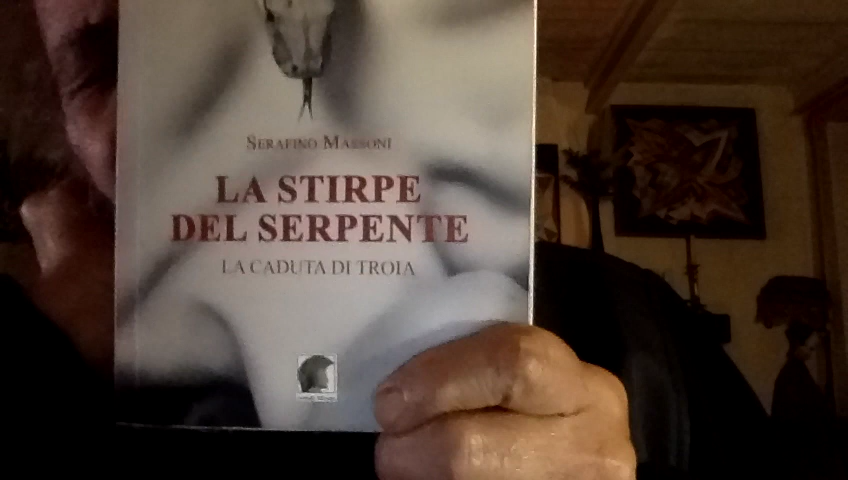 SERAFINO MASSONI
LA STIRPE
DEL SERPENTE
LA CADUTA DI TROIA